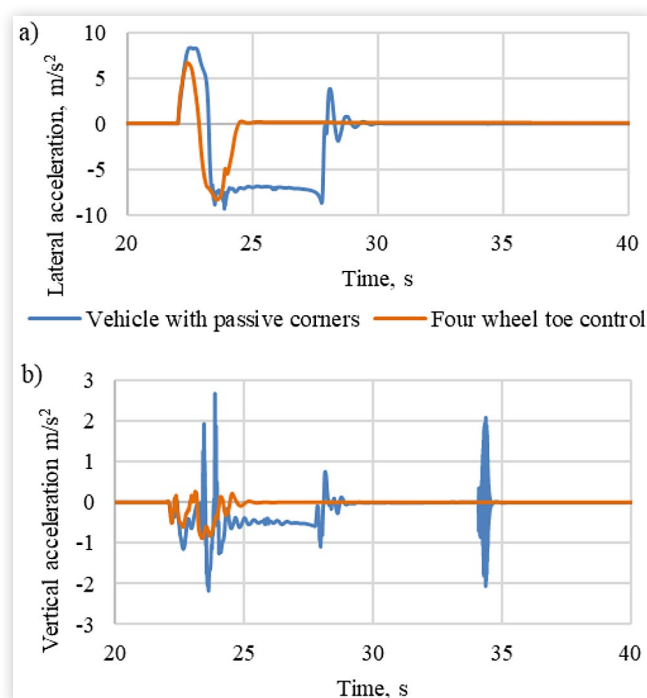 a)
Lateral acceleration, m/s²
10
5
0
-5
-10
20 25 30 35 40
Time, s
Vehicle with passive corners Four wheel toe control
b)
Vertical acceleration m/s²
3
2
1
0
-1
-2
-3
20 25 30 35 40
Time, s